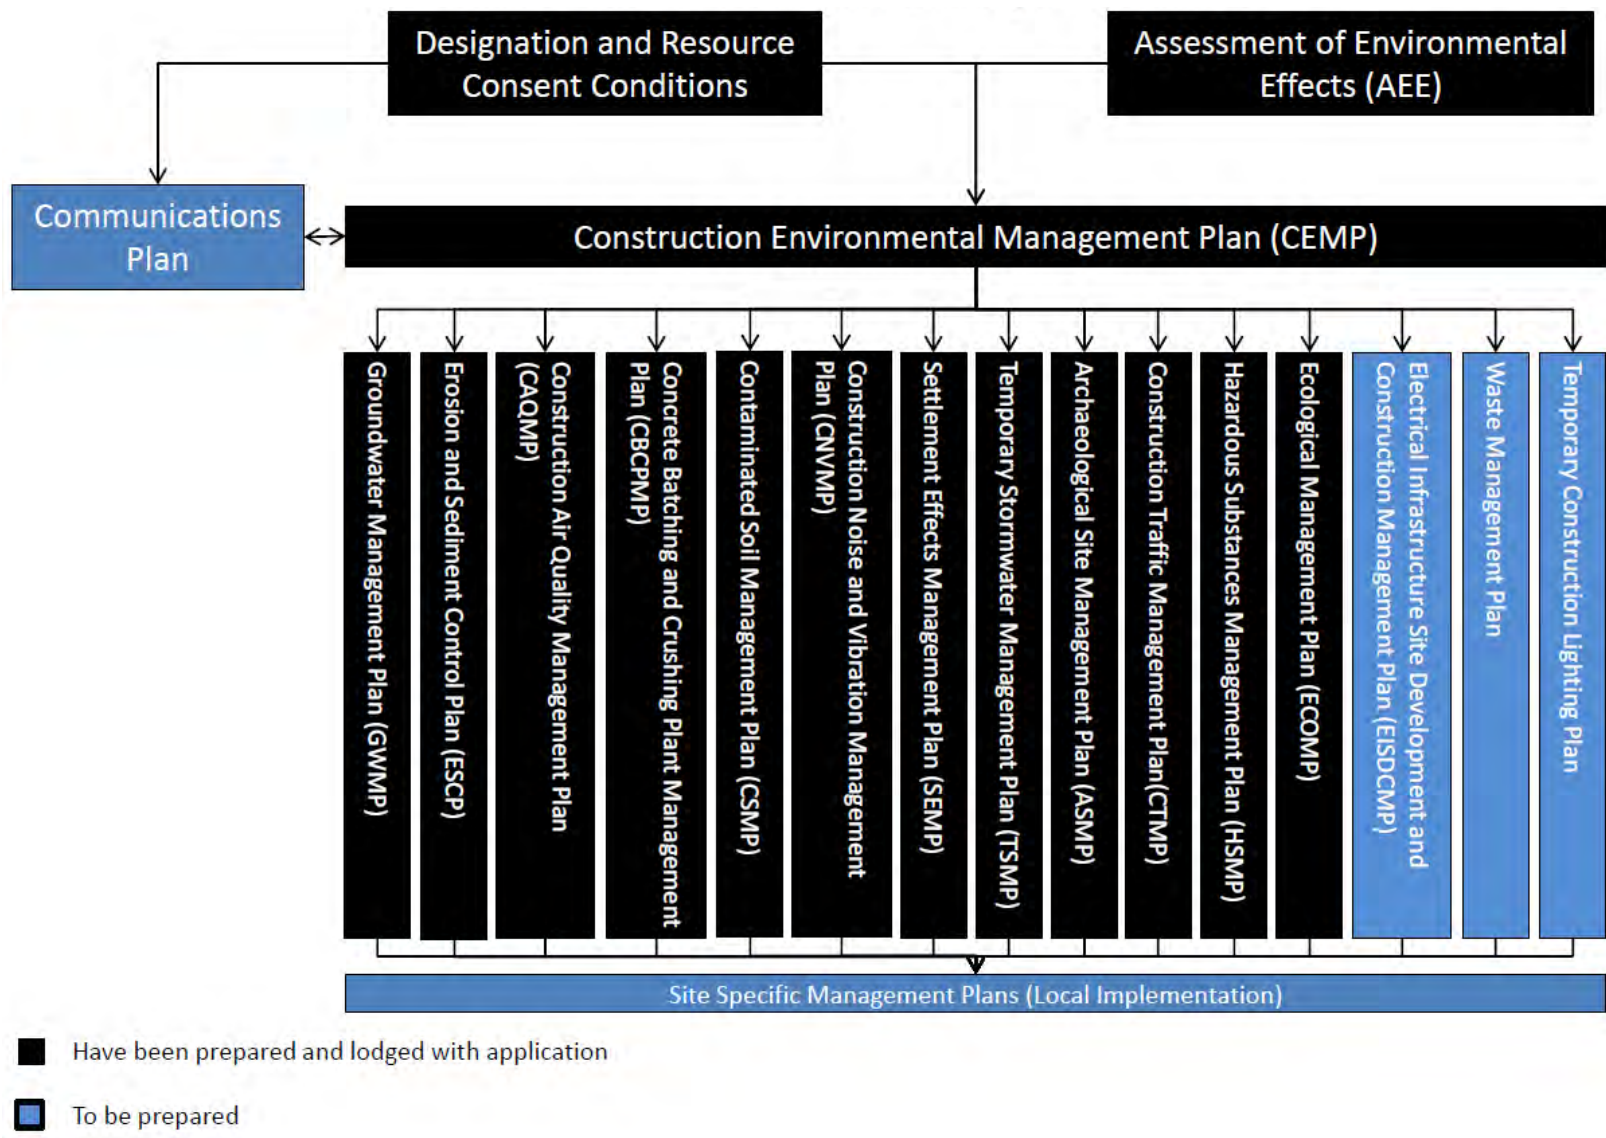 Designation and Resource
Consent Conditions
Assessment of Environmental
Effects (AEE)
Communications
Plan
Construction Environmental Management Plan (CEMP)
Groundwater Management Plan (GWMP)
Erosion and Sediment Control Plan (ESCP)
Construction Air Quality Management Plan
(CAQMP)
Concrete Batching and Crushing Plant Management
Plan (CBCPMP)
Contaminated Soil Management Plan (CSMP)
Construction Noise and Vibration Management
Plan (CNVMP)
Settlement Effects Management Plan (SEMP)
Temporary Stormwater Management Plan (TSMP)
Archaeological Site Management Plan (ASMP)
Construction Traffic Management Plan(CTMP)
Hazardous Substances Management Plan (HSMP)
Ecological Management Plan (ECOMP)
Electrical Infrastructure Site Development and
Construction Management Plan (EISDCMP)
Waste Management Plan
Temporary Construction Lighting Plan
Site Specific Management Plans (Local Implementation)
Have been prepared and lodged with application
To be prepared